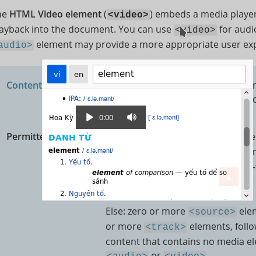 he HTML Video element (<video>) embeds a media player
ayback into the document. You can use <video> for audio
audio> element may provide a more appropriate user exp
vi en element
IPA: /ˈɛ.lə.mənt/
Content
Hoa Kỳ 0:00 [ˈɛ.lə.mənt]
Permitte
DANH TỪ
element /ˈɛ.lə.mənt/
1. Yếu tố.
element of comparison — yếu tố để so
sánh
2. Nguyên tố.
Else: zero or more <source> elem
or more <track> elements, follow
content that contains no media ele
<audio> or <video>